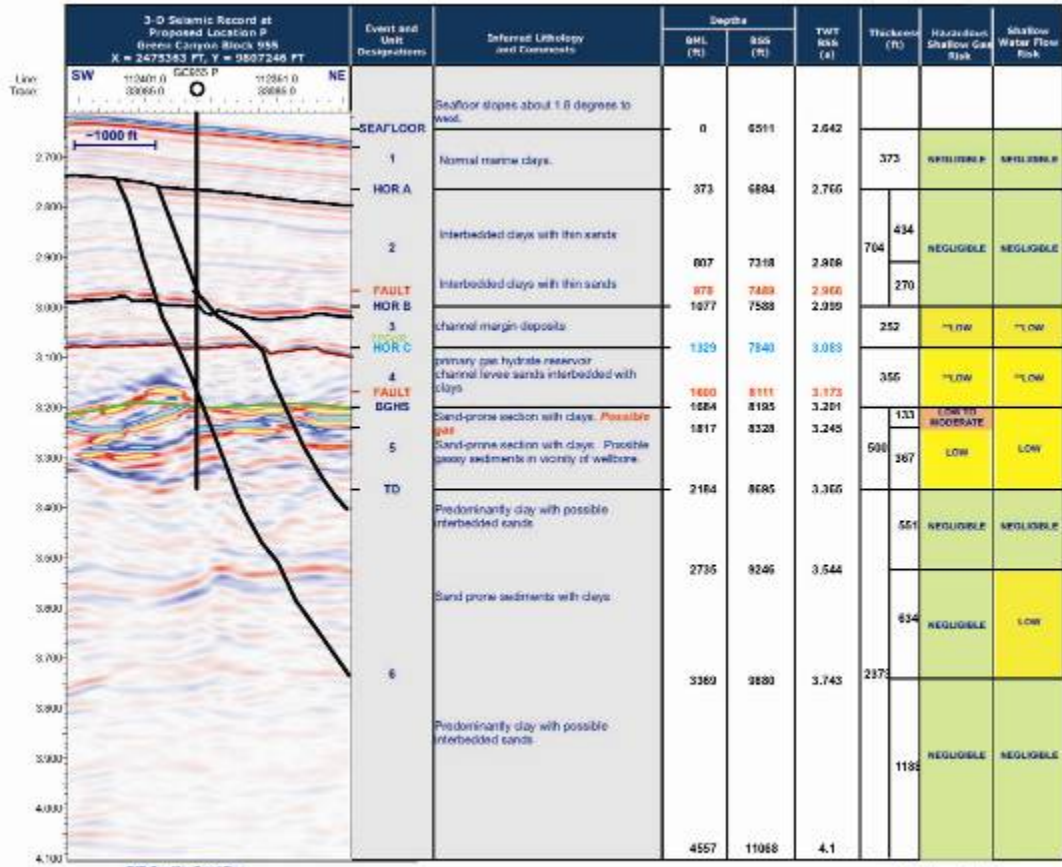 3-D Seismic Record at
Proposed Location P
Green Canyon Block 955
X = 2475363 FT, Y = 9807246 FT
Event and
Unit
Designations
Inferred Lithology
and Comments
Depths
BML
(ft)
BSS
(ft)
TWT
BSS
(s)
Thickness
(ft)
Hazardous
Shallow Gas
Risk
Shallow
Water Flow
Risk
Line:
Trace:
SW
GC955 P
NE
~1000 ft
2.700
2.800
2.900
3.000
3.100
3.200
3.300
3.400
3.500
3.600
3.700
3.800
3.900
4.000
4.100
Seafloor slopes about 1.6 degrees to
west.
SEAFLOOR 0 6511 2.642
1 Normal marine clays. 373 NEGLIGIBLE NEGLIGIBLE
HOR A 373 6884 2.766
Interbedded clays with thin sands 434
2 704 NEGLIGIBLE NEGLIGIBLE
807 7318 2.909
Interbedded clays with thin sands 270
FAULT 978 7489 2.966
HOR B 1077 7588 2.999
3 channel margin deposits 252 **LOW **LOW
HOR C 1329 7840 3.083
primary gas hydrate reservoir
channel levee sands interbedded with
clays
4 355 **LOW **LOW
FAULT 1600 8111 3.173
BGHS 1684 8195 3.201
Sand-prone section with clays. Possible
gas
133 LOW TO
MODERATE
1817 8328 3.245
Sand-prone section with clays. Possible
gassy sediments in vicinity of wellbore.
5 500 367 LOW LOW
TD 2184 8695 3.365
Predominantly clay with possible
interbedded sands
551 NEGLIGIBLE NEGLIGIBLE
2735 9246 3.544
Sand prone sediments with clays
634 NEGLIGIBLE LOW
6 2373
3369 9880 3.743
Predominantly clay with possible
interbedded sands
1188 NEGLIGIBLE NEGLIGIBLE
4557 11068 4.1